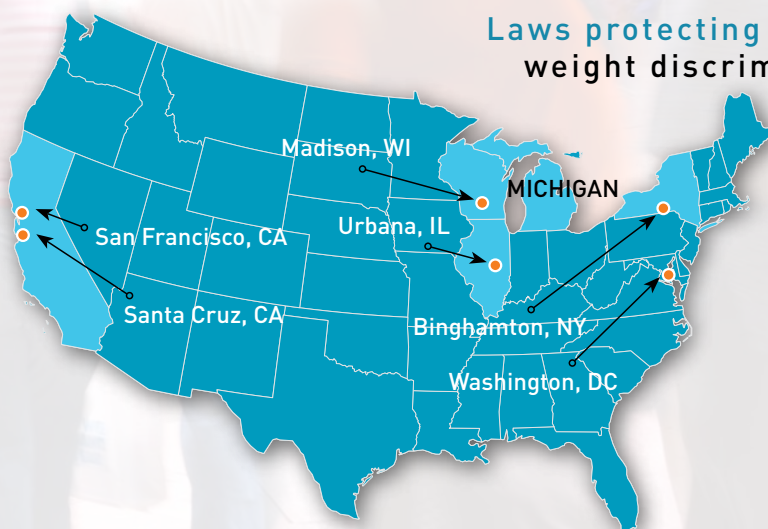 Laws protecting
weight discrim
Madison, WI
MICHIGAN
Urbana, IL
San Francisco, CA
Santa Cruz, CA
Binghamton, NY
Washington, DC